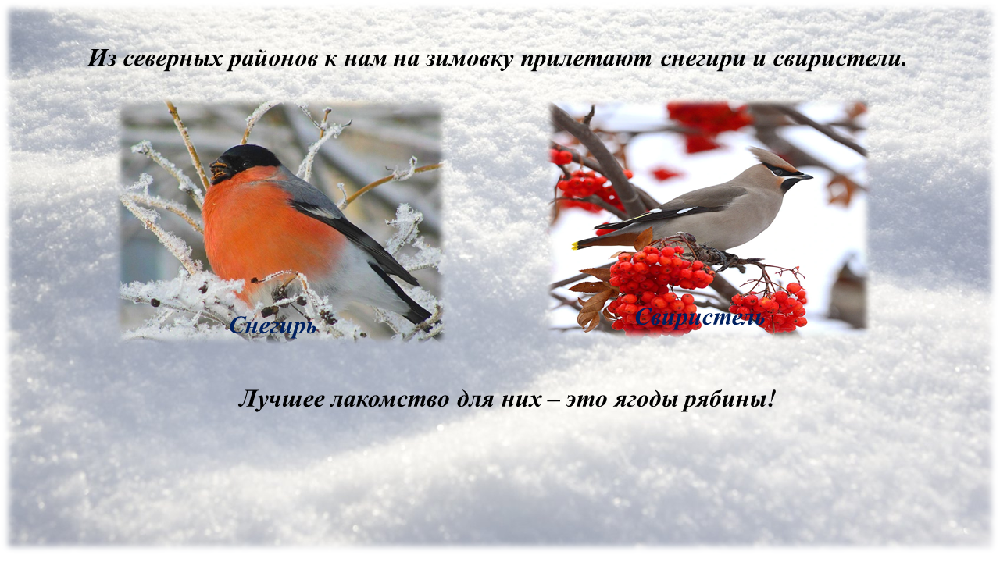 Из северных районов к нам на зимовку прилетают снегири и свиристели.
Снегирь
Свиристель
Лучшее лакомство для них – это ягоды рябины!